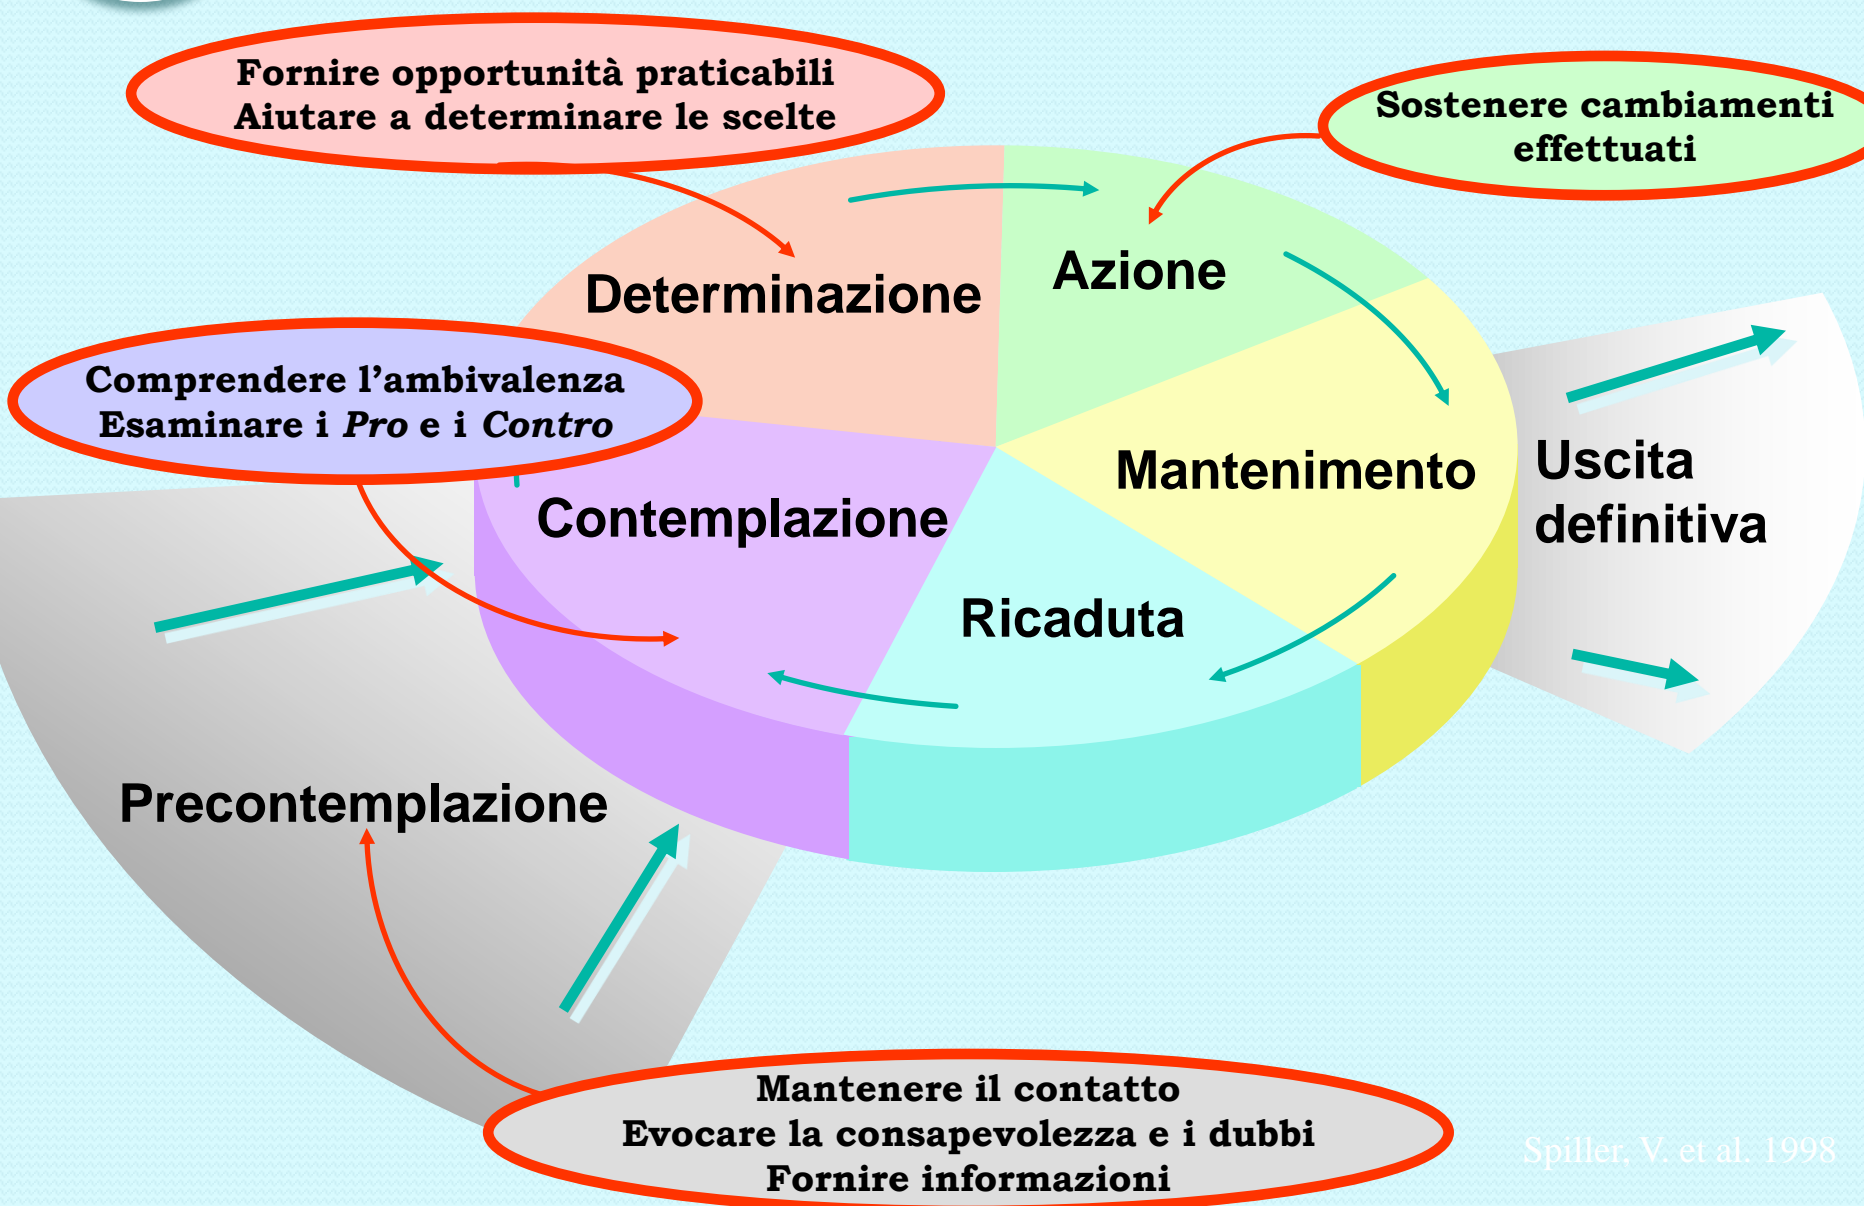 Fornire opportunità praticabili
Aiutare a determinare le scelte
Sostenere cambiamenti
effettuati
Azione
Determinazione
Comprendere l’ambivalenza
Esaminare i Pro e i Contro
Mantenimento
Uscita
definitiva
Contemplazione
Ricaduta
Precontemplazione
Mantenere il contatto
Evocare la consapevolezza e i dubbi
Fornire informazioni
Spiller, V. et al. 1998